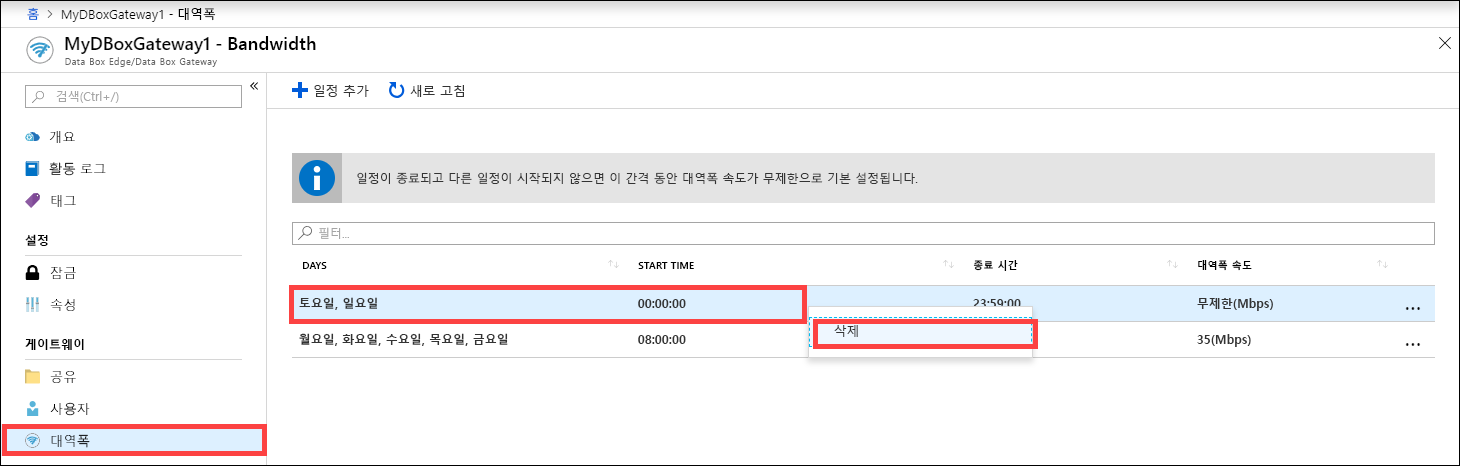 홈 > MyDBoxGateway1 - 대역폭
MyDBoxGateway1 - Bandwidth
Data Box Edge/Data Box Gateway
검색(Ctrl+/)
개요
활동 로그
태그
설정
잠금
속성
게이트웨이
공유
사용자
대역폭
일정 추가 새로 고침
일정이 종료되고 다른 일정이 시작되지 않으면 이 간격 동안 대역폭 속도가 무제한으로 기본 설정됩니다.
필터...
DAYS START TIME 종료 시간 대역폭 속도
토요일, 일요일 00:00:00 23:59:00 무제한(Mbps) ...
삭제
월요일, 화요일, 수요일, 목요일, 금요일 08:00:00 35(Mbps) ...